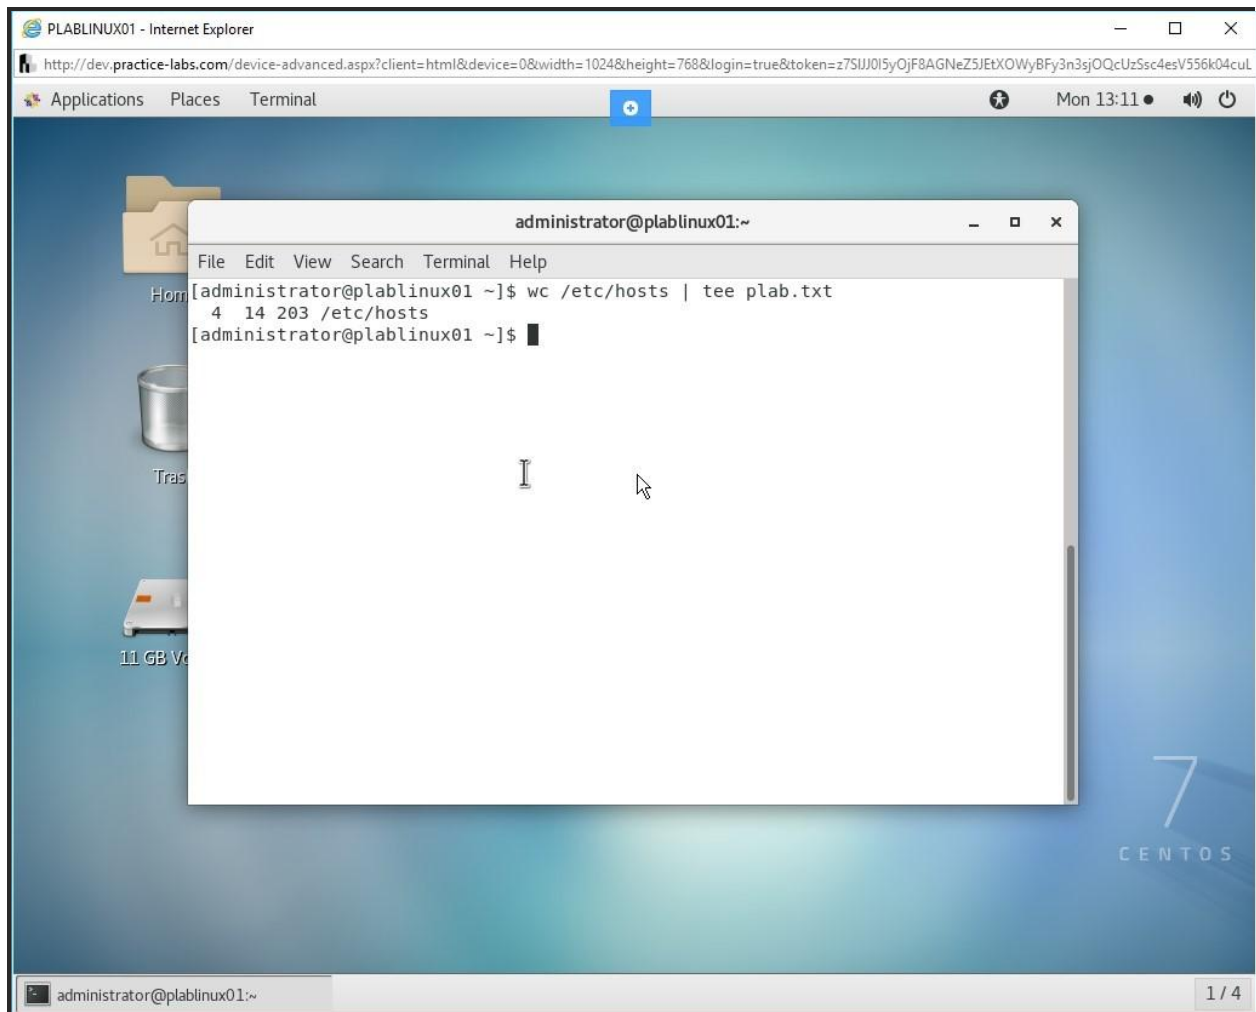 PLABLINUX01 - Internet Explorer
http://dev.practice-labs.com/device-advanced.aspx?client=html&device=0&width=1024&height=768&login=true&token=
Applications Places Terminal Mon 13:11
administrator@plablinux01:~
File Edit View Search Terminal Help
[administrator@plablinux01 ~]$ wc /etc/hosts | tee plab.txt
4 14 203 /etc/hosts
[administrator@plablinux01 ~]$
Hom
Tras
11 GB Vo
7
CENTOS
administrator@plablinux01:~ 1 / 4